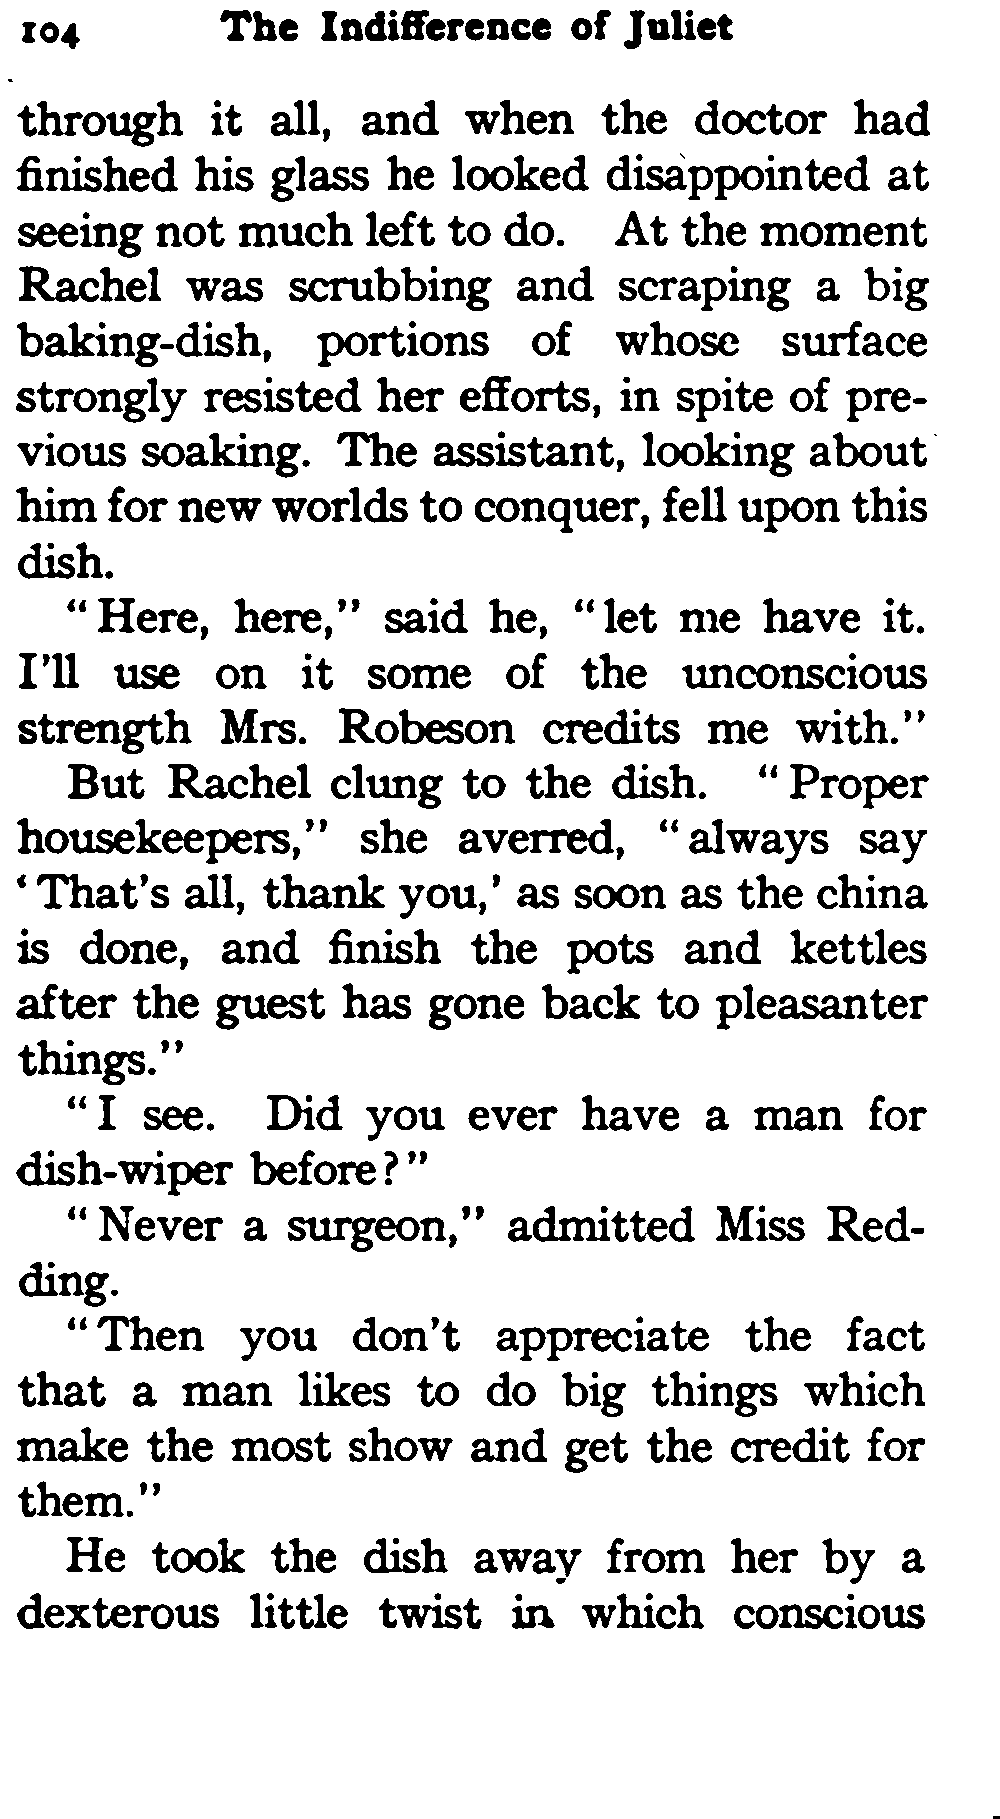 104 The Indifference of Juliet
through it all, and when the doctor had
finished his glass he looked disappointed at
seeing not much left to do. At the moment
Rachel was scrubbing and scraping a big
baking-dish, portions of whose surface
strongly resisted her efforts, in spite of pre-
vious soaking. The assistant, looking about
him for new worlds to conquer, fell upon this
dish.
"Here, here," said he, "let me have it.
I'll use on it some of the unconscious
strength Mrs. Robeson credits me with."
But Rachel clung to the dish. "Proper
housekeepers," she averred, "always say
'That's all, thank you,' as soon as the china
is done, and finish the pots and kettles
after the guest has gone back to pleasanter
things."
"I see. Did you ever have a man for
dish-wiper before?"
"Never a surgeon," admitted Miss Red-
ding.
"Then you don't appreciate the fact
that a man likes to do big things which
make the most show and get the credit for
them."
He took the dish away from her by a
dexterous little twist in which conscious